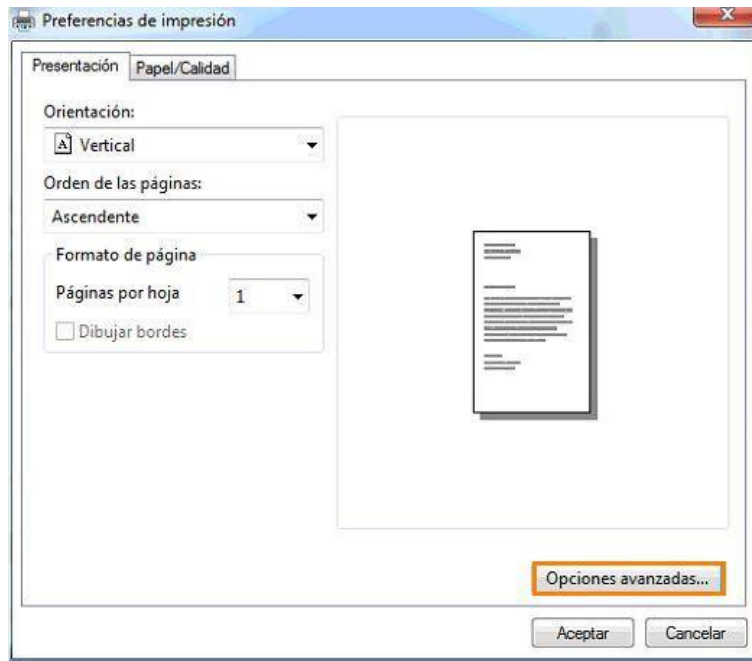 Preferencias de impresión
Presentación Papel/Calidad
Orientación:
A Vertical
Orden de las páginas:
Ascendente
Formato de página
Páginas por hoja 1
Dibujar bordes
Opciones avanzadas...
Aceptar Cancelar